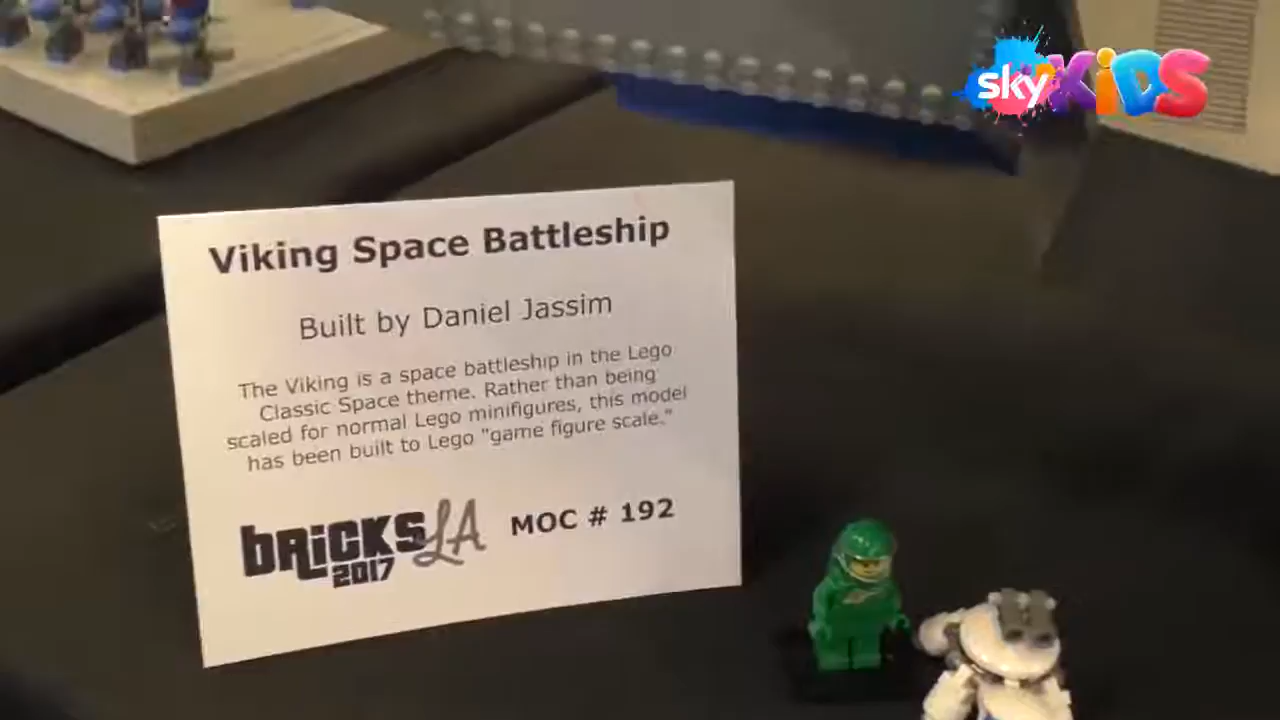 sky KiDS
Viking Space Battleship
Built by Daniel Jassim
The Viking is a space battleship in the Lego
Classic Space theme. Rather than being
scaled for normal Lego minifigures, this model
has been built to Lego "game figure scale."
bRiCKS LA MOC # 192
2017